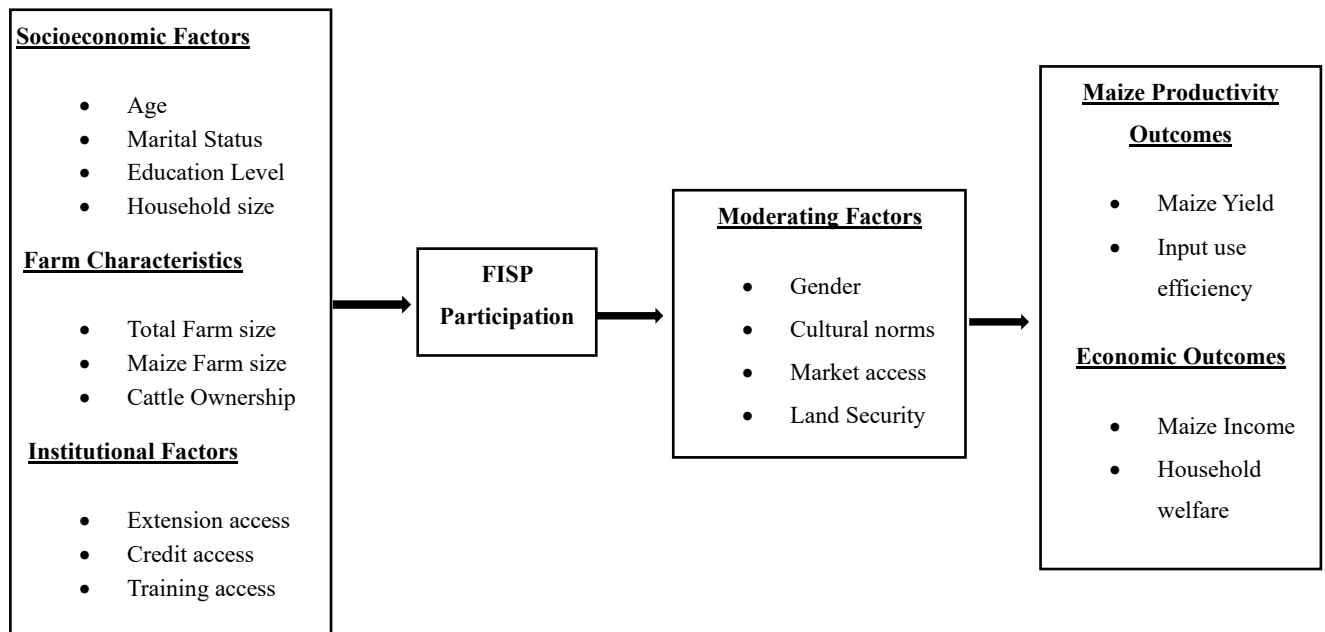 Socioeconomic Factors
• Age
• Marital Status
• Education Level
• Household size
Farm Characteristics
• Total Farm size
• Maize Farm size
• Cattle Ownership
Institutional Factors
• Extension access
• Credit access
• Training access
FISP
Participation
Moderating Factors
• Gender
• Cultural norms
• Market access
• Land Security
Maize Productivity
Outcomes
• Maize Yield
• Input use
efficiency
Economic Outcomes
• Maize Income
• Household
welfare